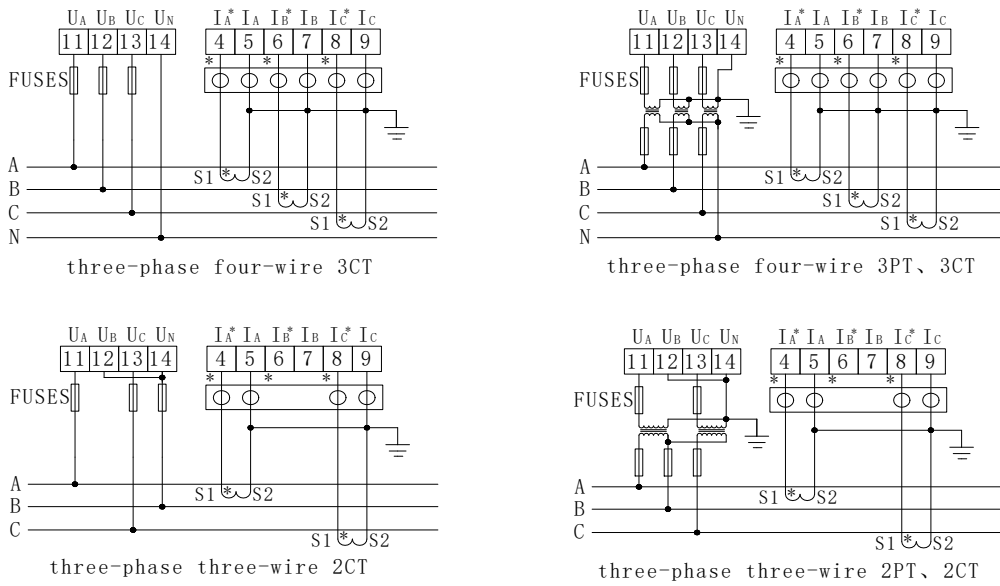 UA UB UC UN IA* IA IB* IB IC* IC
11 12 13 14 4 5 6 7 8 9
* * *
FUSES
A
S1 * S2
B
S1 * S2
C
S1 * S2
N
three-phase four-wire 3CT
UA UB UC UN IA* IA IB* IB IC* IC
11 12 13 14 4 5 6 7 8 9
* * *
FUSES
A
S1 * S2
B
S1 * S2
C
S1 * S2
N
three-phase four-wire 3PT、3CT
UA UB UC UN IA* IA IB* IB IC* IC
11 12 13 14 4 5 6 7 8 9
* * *
FUSES
A
S1 * S2
B
C
S1 * S2
three-phase three-wire 2CT
UA UB UC UN IA* IA IB* IB IC* IC
11 12 13 14 4 5 6 7 8 9
* * *
FUSES
A
S1 * S2
B
C
S1 * S2
three-phase three-wire 2PT、2CT